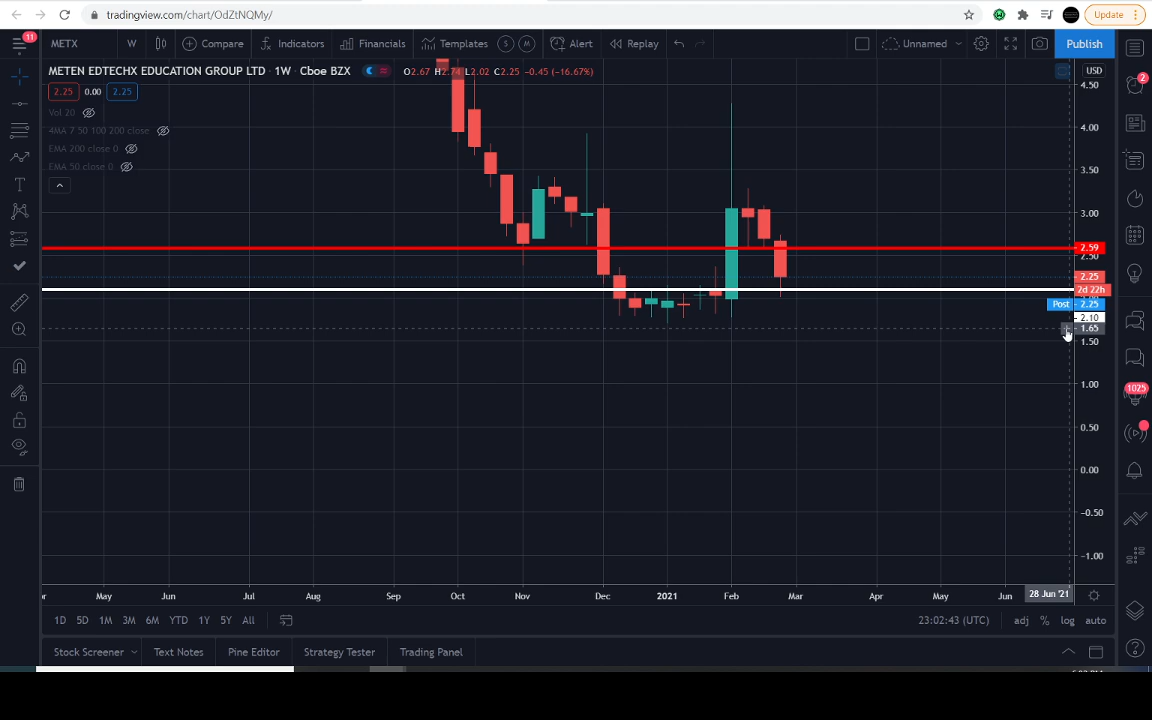 tradingview.com/chart/OdZtNQMy/
Update
11
METX
W
Compare
Indicators
Financials
Templates
S
M
Alert
Replay
Unnamed
Publish
METEN EDTECHX EDUCATION GROUP LTD · 1W · Cboe BZX
O2.67 H2.74 L2.02 C2.25 -0.45 (-16.67%)
USD
2
2.25 0.00 2.25
Vol 20
4MA 7 50 100 200 close
EMA 200 close 0
EMA 50 close 0
4.50
4.00
3.50
3.00
2.59
2.50
2.25
2d 22h
Post 2.25
2.10
1.65
1.50
1.00
0.50
0.00
-0.50
-1.00
1025
May
Jun
Jul
Aug
Sep
Oct
Nov
Dec
2021
Feb
Mar
Apr
May
Jun
28 Jun '21
1D
5D
1M
3M
6M
YTD
1Y
5Y
All
23:02:43 (UTC)
adj
%
log
auto
Stock Screener
Text Notes
Pine Editor
Strategy Tester
Trading Panel